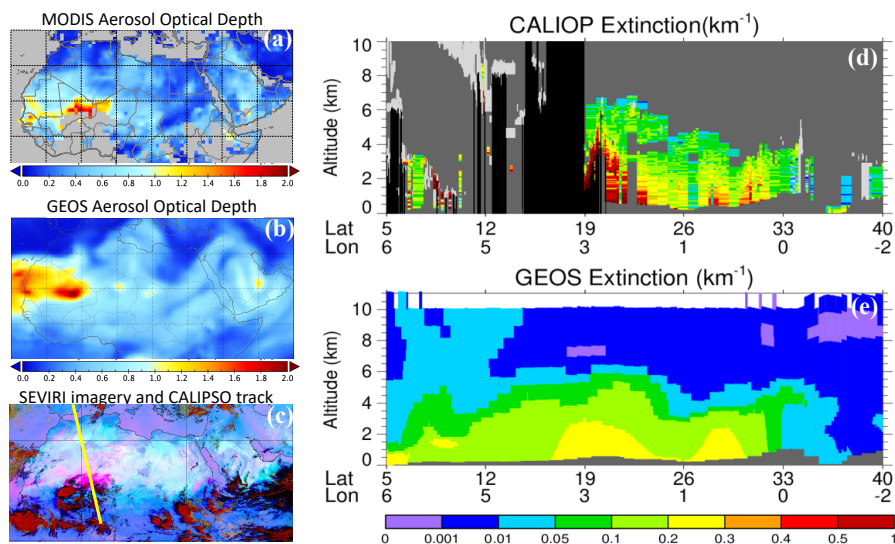 MODIS Aerosol Optical Depth
(a)
0.0 0.2 0.4 0.6 0.8 1.0 1.2 1.4 1.6 1.8 2.0
GEOS Aerosol Optical Depth
(b)
0.0 0.2 0.4 0.6 0.8 1.0 1.2 1.4 1.6 1.8 2.0
SEVIRI imagery and CALIPSO track
(c)
CALIOP Extinction(km-1)
(d)
Altitude (km)
10
8
6
4
2
0
Lat 5 12 19 26 33 40
Lon 6 5 3 1 0 -2
GEOS Extinction (km-1)
(e)
Altitude (km)
10
8
6
4
2
0
Lat 5 12 19 26 33 40
Lon 6 5 3 1 0 -2
0 0.001 0.01 0.05 0.1 0.2 0.3 0.4 0.5 1